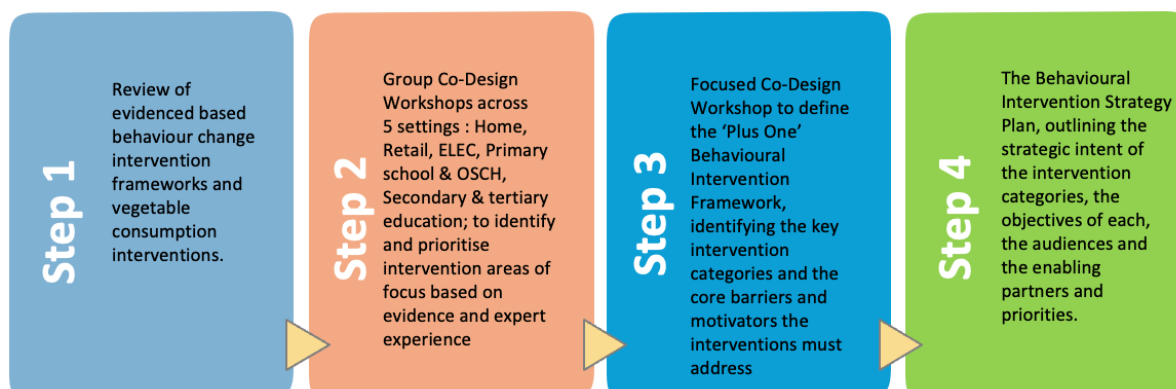 Step 1
Review of
evidenced based
behaviour change
intervention
frameworks and
vegetable
consumption
interventions.
Step 2
Group Co-Design
Workshops across
5 settings : Home,
Retail, ELEC, Primary
school & OSCH,
Secondary & tertiary
education; to identify
and prioritise
intervention areas of
focus based on
evidence and expert
experience
Step 3
Focused Co-Design
Workshop to define
the ‘Plus One’
Behavioural
Intervention
Framework,
identifying the key
intervention
categories and the
core barriers and
motivators the
interventions must
address
Step 4
The Behavioural
Intervention Strategy
Plan, outlining the
strategic intent of
the intervention
categories, the
objectives of each,
the audiences and
the enabling
partners and
priorities.